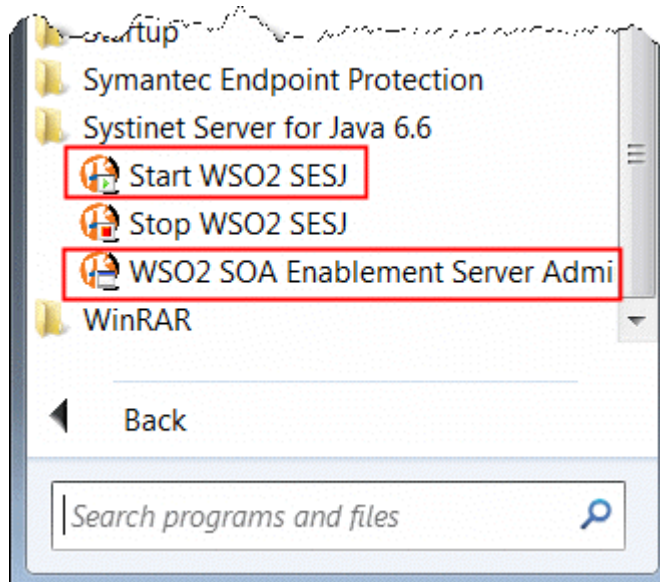 Startup
Symantec Endpoint Protection
Systinet Server for Java 6.6
Start WSO2 SESJ
Stop WSO2 SESJ
WSO2 SOA Enablement Server Admi
WinRAR
Back
Search programs and files